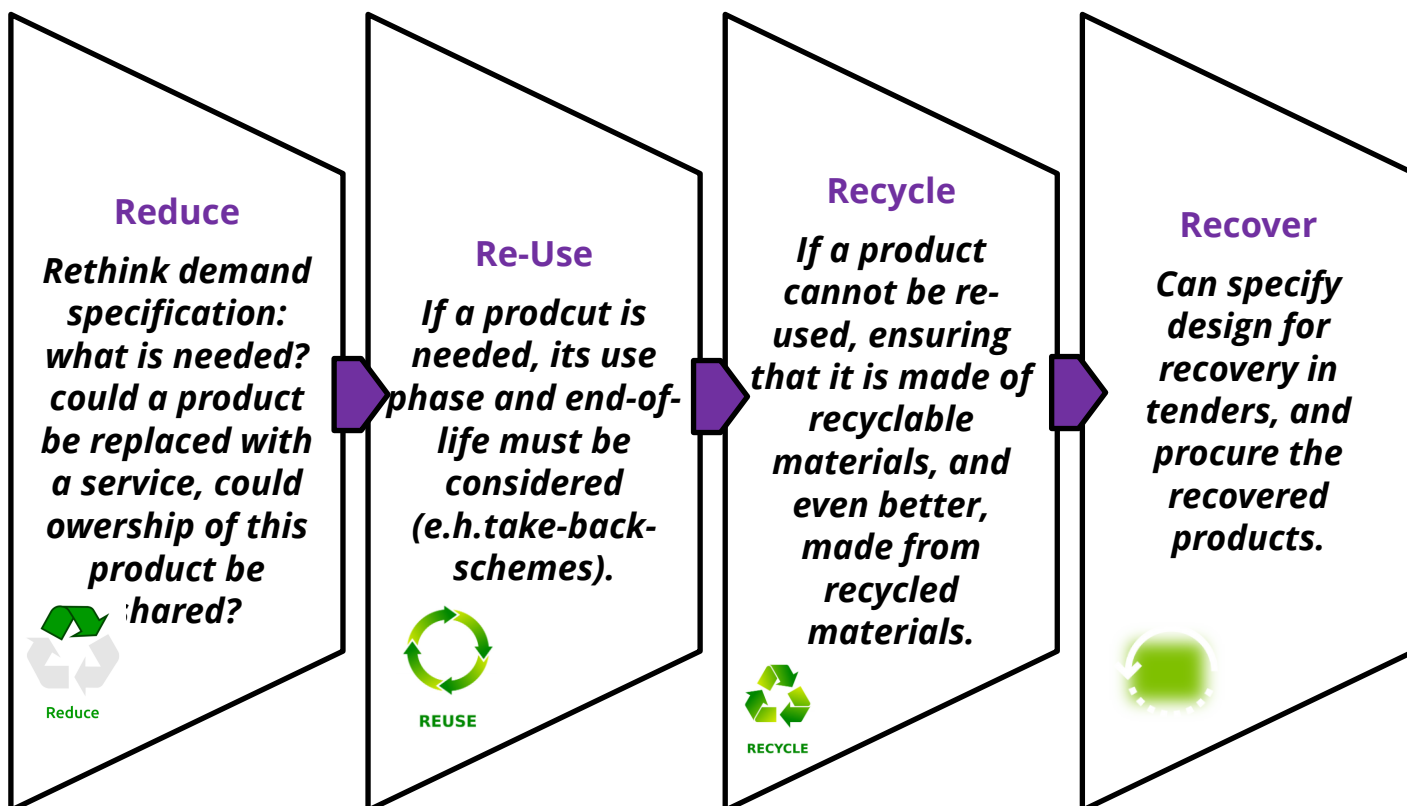 Reduce
Rethink demand
specification:
what is needed?
could a product
be replaced with
a service, could
owership of this
product be
shared?
Reduce
Re-Use
If a prodcut is
needed, its use
phase and end-of-
life must be
considered
(e.h.take-back-
schemes).
REUSE
Recycle
If a product
cannot be re-
used, ensuring
that it is made of
recyclable
materials, and
even better,
made from
recycled
materials.
RECYCLE
Recover
Can specify
design for
recovery in
tenders, and
procure the
recovered
products.